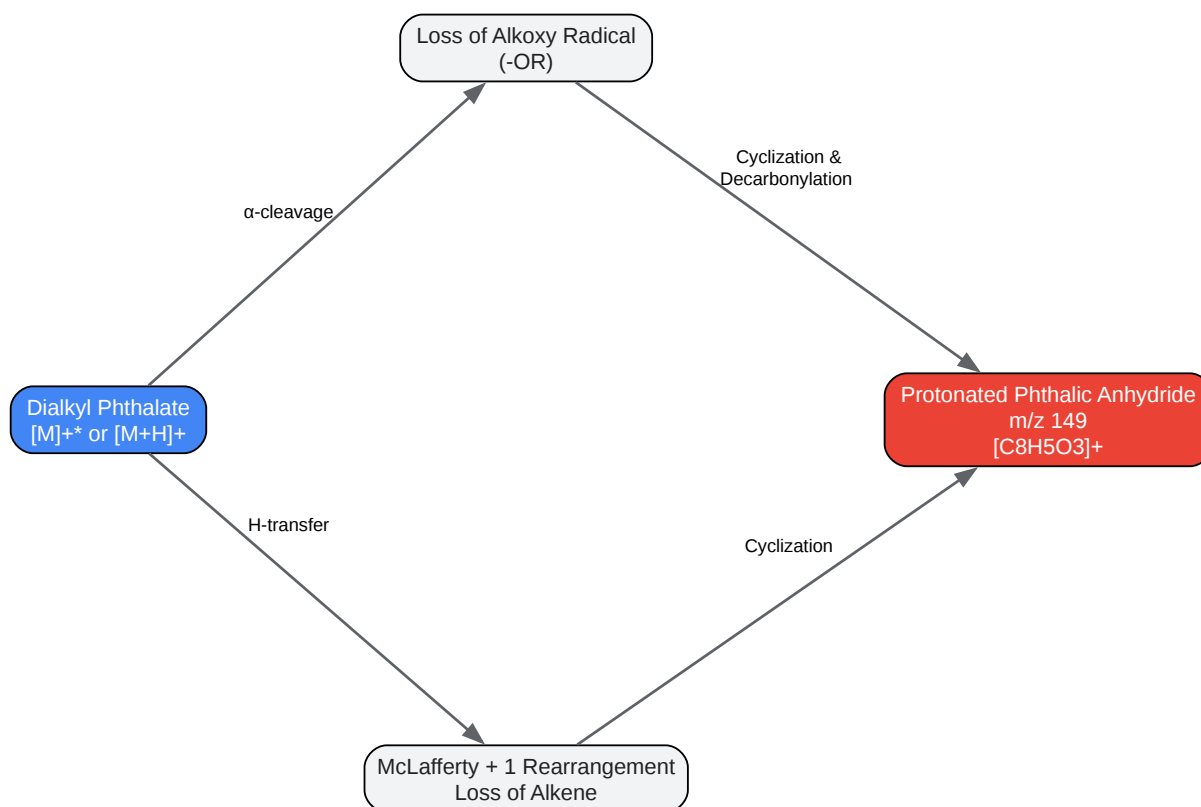 Loss of Alkoxy Radical
(-OR)
Cyclization &
Decarbonylation
α-cleavage
Dialkyl Phthalate
[M]+* or [M+H]+
Protonated Phthalic Anhydride
m/z 149
[C8H5O3]+
H-transfer
Cyclization
McLafferty + 1 Rearrangement
Loss of Alkene